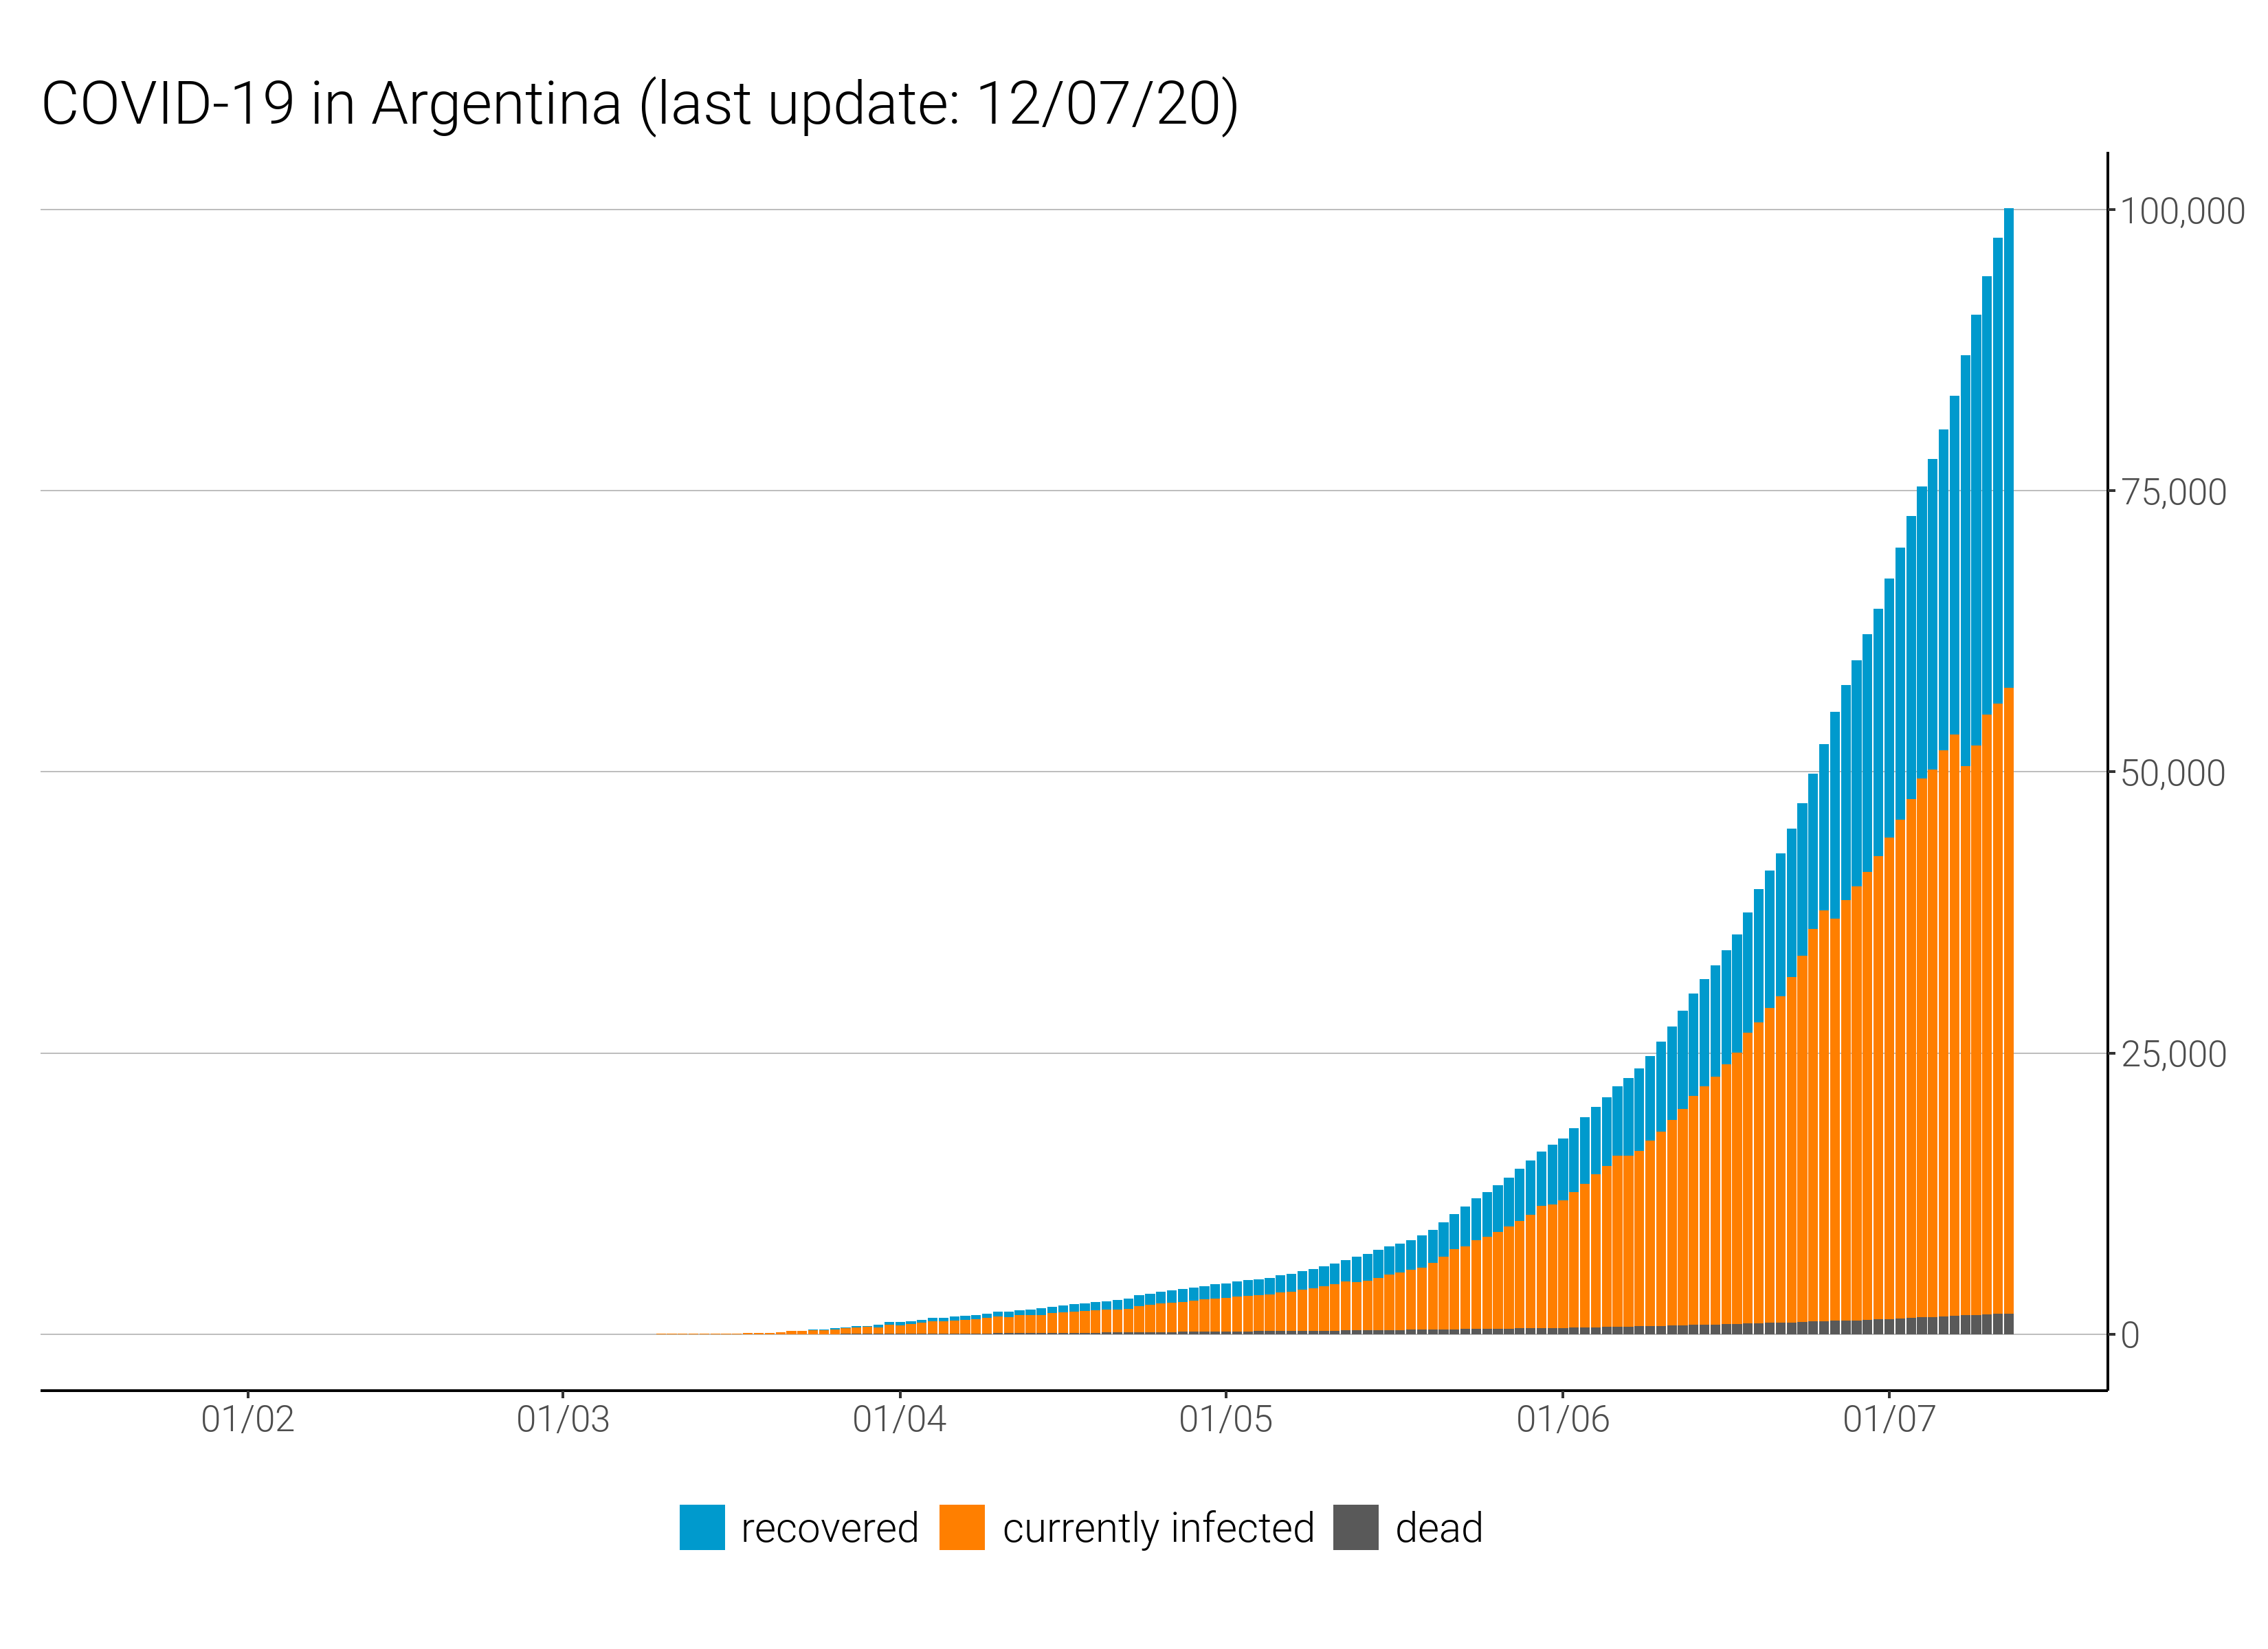 COVID-19 in Argentina (last update: 12/07/20)
100,000
75,000
50,000
25,000
0
01/02 01/03 01/04 01/05 01/06 01/07
recovered currently infected dead